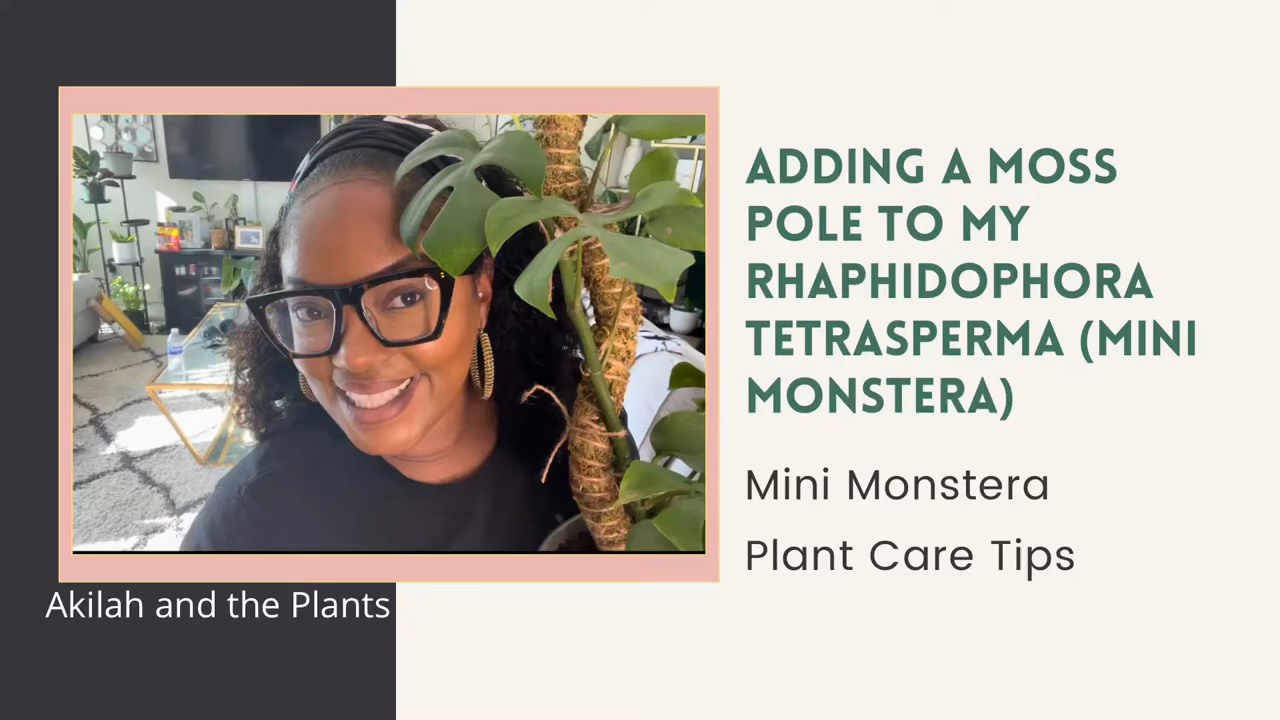 ADDING A MOSS
POLE TO MY
RHAPHIDOPHORA
TETRASPERMA (MINI
MONSTERA)
Mini Monstera
Plant Care Tips
Akilah and the Plants